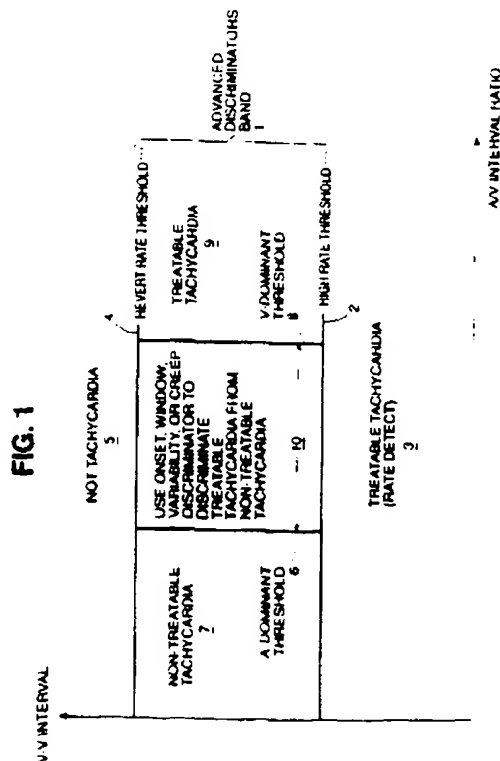 FIG. 1
V-V INTERVAL
NOT TACHYCARDIA
5
4
REVERT RATE THRESHOLD...
NON-TREATABLE
TACHYCARDIA
7
USE ONSET, WINDOW,
VARIABILITY, OR CREEP
DISCRIMINATOR TO
DISCRIMINATE
TREATABLE
TACHYCARDIA FROM
NON-TREATABLE
TACHYCARDIA
10
TREATABLE
TACHYCARDIA
9
ADVANCED
DISCRIMINATORS
BAND
1
A DOMINANT
THRESHOLD
6
V-DOMINANT
THRESHOLD
8
HIGH RATE THRESHOLD...
2
TREATABLE TACHYCARDIA
(RATE DETECT)
3
A/V INTERVAL RATIO